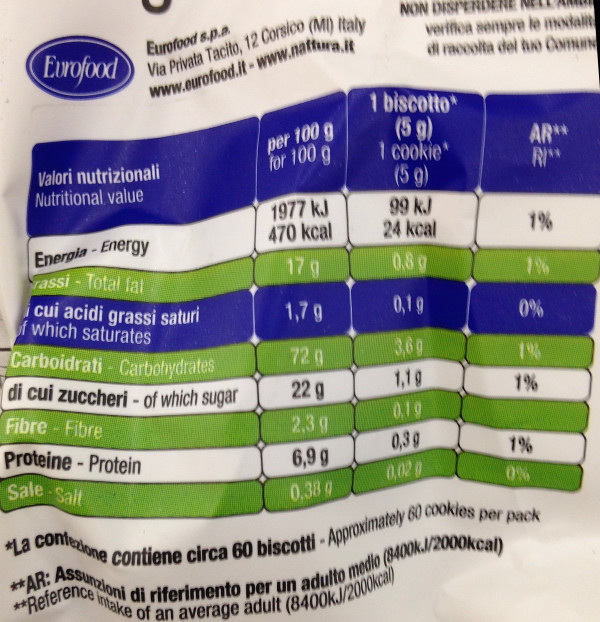 NON DISPERDERE NELL'AMBI
verifica sempre le modalit
di raccolta del tuo Comune
Eurofood
Eurofood s.p.a.
Via Privata Tacito, 12 Corsico (MI) Italy
www.eurofood.it - www.nattura.it
Valori nutrizionali
Nutritional value
per 100 g
for 100 g
1 biscotto*
(5 g)
1 cookie*
(5 g)
AR**
RI**
Energia - Energy
1977 kJ
470 kcal
99 kJ
24 kcal
1%
rassi - Total fat
17 g
0,8 g
1%
i cui acidi grassi saturi
of which saturates
1,7 g
0,1 g
0%
Carboidrati - Carbohydrates
72 g
3,6 g
1%
di cui zuccheri - of which sugar
22 g
1,1 g
1%
Fibre - Fibre
2,3 g
0,1 g
Proteine - Protein
6,9 g
0,3 g
1%
Sale - Salt
0,38 g
0,02 g
0%
*La confezione contiene circa 60 biscotti - Approximately 60 cookies per pack
**AR: Assunzioni di riferimento per un adulto medio (8400kJ/2000kcal)
**Reference intake of an average adult (8400kJ/2000kcal)